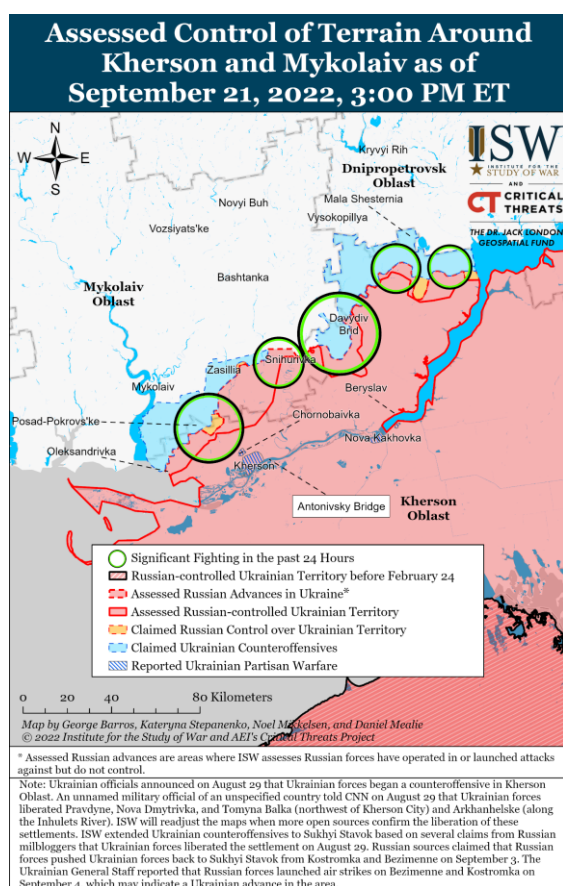 Assessed Control of Terrain Around
Kherson and Mykolaiv as of
September 21, 2022, 3:00 PM ET
N
W
E
S
Kryvyi Rih
Dnipropetrovsk
Oblast
Mala Shesternia
Vysokopillya
Novyi Buh
Vozsiyats'ke
Bashtanka
ISW
INSTITUTE FOR THE
STUDY OF WAR
AND
CT CRITICAL
THREATS
THE DR. JACK LONDON
GEOSPATIAL FUND
Mykolaiv
Oblast
Davydiv
Brid
Snihurivka
Zasillia
Mykolaiv
Beryslav
Posad-Pokrovs'ke
Chornobaivka
Oleksandrivka
Nova Kakhovka
Kherson
Kherson
Oblast
Antonivsky Bridge
Significant Fighting in the past 24 Hours
Russian-controlled Ukrainian Territory before February 24
Assessed Russian Advances in Ukraine*
Assessed Russian-controlled Ukrainian Territory
Claimed Russian Control over Ukrainian Territory
Claimed Ukrainian Counteroffensives
Reported Ukrainian Partisan Warfare
0 20 40 80 Kilometers
Map by George Barros, Kateryna Stepanenko, Noel Mikkelsen, and Daniel Mealie
© 2022 Institute for the Study of War and AEI's Critical Threats Project
* Assessed Russian advances are areas where ISW assesses Russian forces have operated in or launched attacks
against but do not control.
Note: Ukrainian officials announced on August 29 that Ukrainian forces began a counteroffensive in Kherson
Oblast. An unnamed military official of an unspecified country told CNN on August 29 that Ukrainian forces
liberated Pravdyne, Nova Dmytrivka, and Tomyna Balka (northwest of Kherson City) and Arkhanhelske (along
the Inhulets River). ISW will readjust the maps when more open sources confirm the liberation of these
settlements. ISW extended Ukrainian counteroffensives to Sukhyi Stavok based on several claims from Russian
milbloggers that Ukrainian forces liberated the settlement on August 29. Russian sources claimed that Russian
forces pushed Ukrainian forces back to Sukhyi Stavok from Kostromka and Bezimenne on September 3. The
Ukrainian General Staff reported that Russian forces launched air strikes on Bezimenne and Kostromka on
September 4, which may indicate a Ukrainian advance in the area.